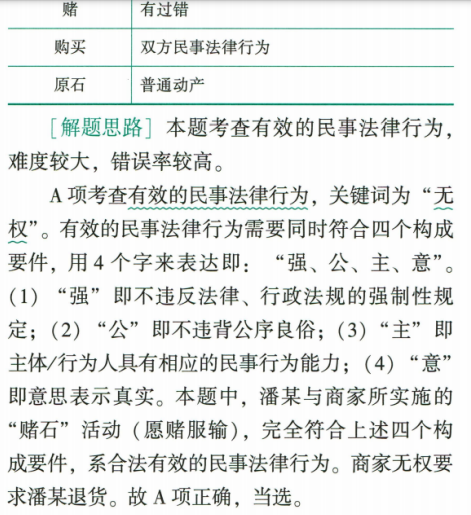 赌 有过错
购买 双方民事法律行为
原石 普通动产
［解题思路］本题考查有效的民事法律行为，
难度较大，错误率较高。
A 项考查有效的民事法律行为，关键词为“无
权”。有效的民事法律行为需要同时符合四个构成
要件，用 4 个字来表达即：“强、公、主、意”。
（1）“强”即不违反法律、行政法规的强制性规
定；（2）“公”即不违背公序良俗；（3）“主”即
主体/行为人具有相应的民事行为能力；（4）“意”
即意思表示真实。本题中，潘某与商家所实施的
“赌石”活动（愿赌服输），完全符合上述四个构
成要件，系合法有效的民事法律行为。商家无权要
求潘某退货。故 A 项正确，当选。